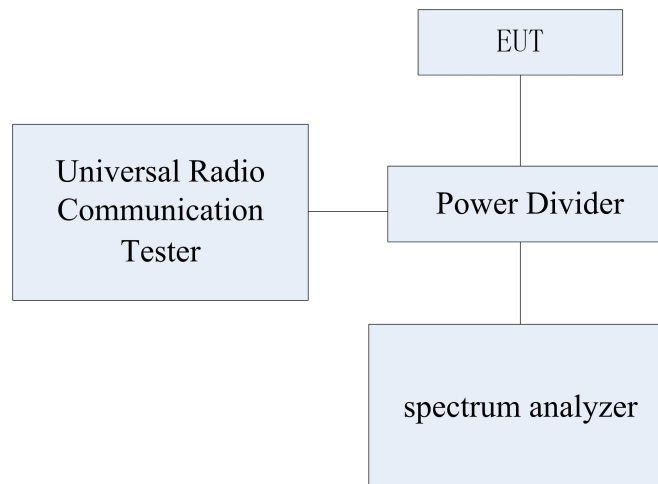 EUT
Universal Radio
Communication
Tester
Power Divider
spectrum analyzer